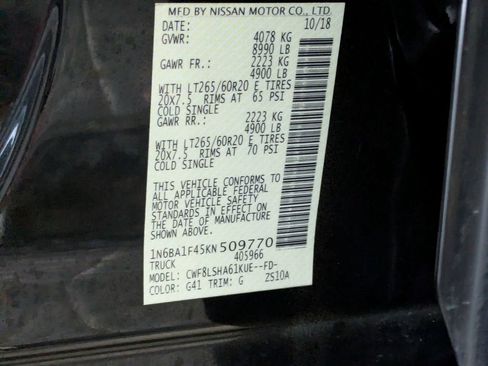 MFD BY NISSAN MOTOR CO., LTD.
DATE: 10/18
GVWR: 4078 KG
8990 LB
GAWR FR.: 2223 KG
4900 LB
WITH LT265/60R20 E TIRES
20X7.5 RIMS AT 65 PSI
COLD SINGLE
GAWR RR.: 2223 KG
4900 LB
WITH LT265/60R20 E TIRES
20X7.5 RIMS AT 70 PSI
COLD SINGLE
THIS VEHICLE CONFORMS TO
ALL APPLICABLE FEDERAL
MOTOR VEHICLE SAFETY
STANDARDS IN EFFECT ON
THE DATE OF MANUFACTURE
SHOWN ABOVE
1N6BA1F45KN509770
TRUCK 405966
MODEL: CWF8LSHA61KUE--FD-
COLOR: G41 TRIM: G ZS10A